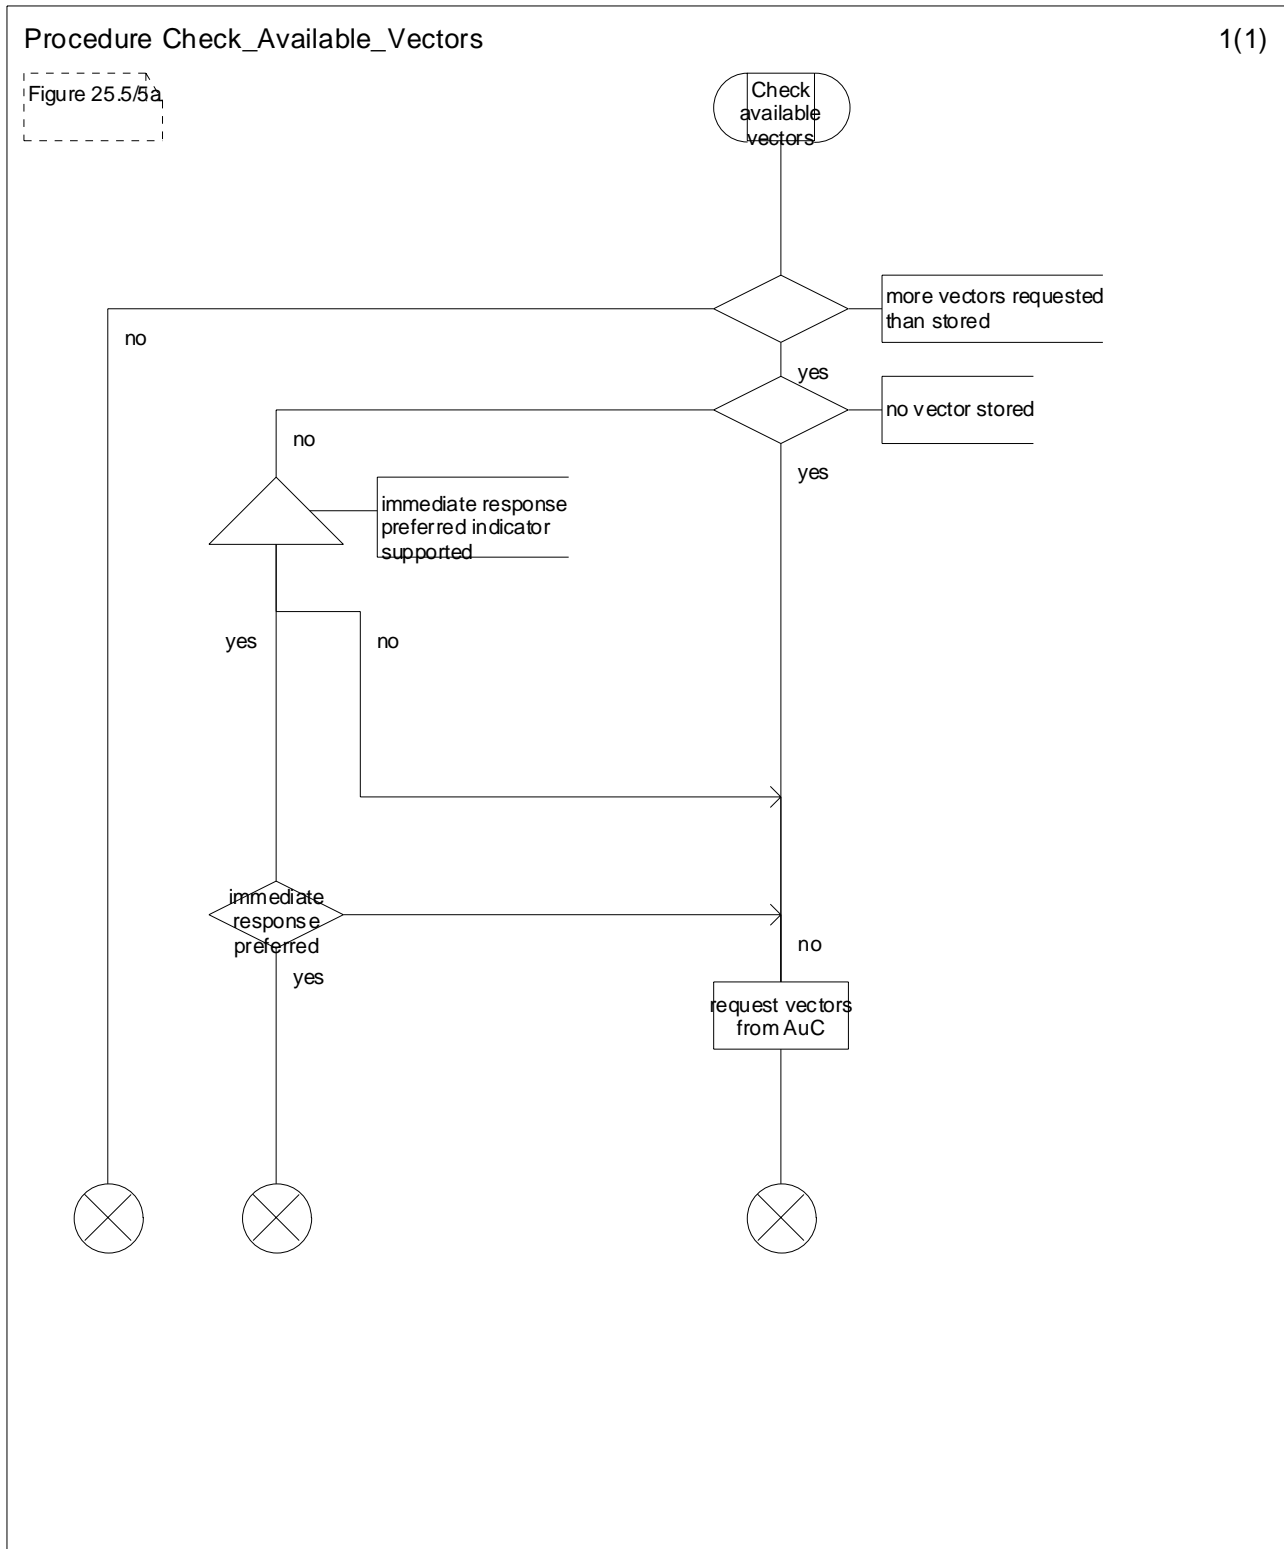 Procedure Check_Available_Vectors
1(1)
Figure 25.5/5a
Check
available
vectors
more vectors requested
than stored
no
yes
no vector stored
no
yes
immediate response
preferred indicator
supported
yes
no
immediate
response
preferred
no
yes
request vectors
from AuC